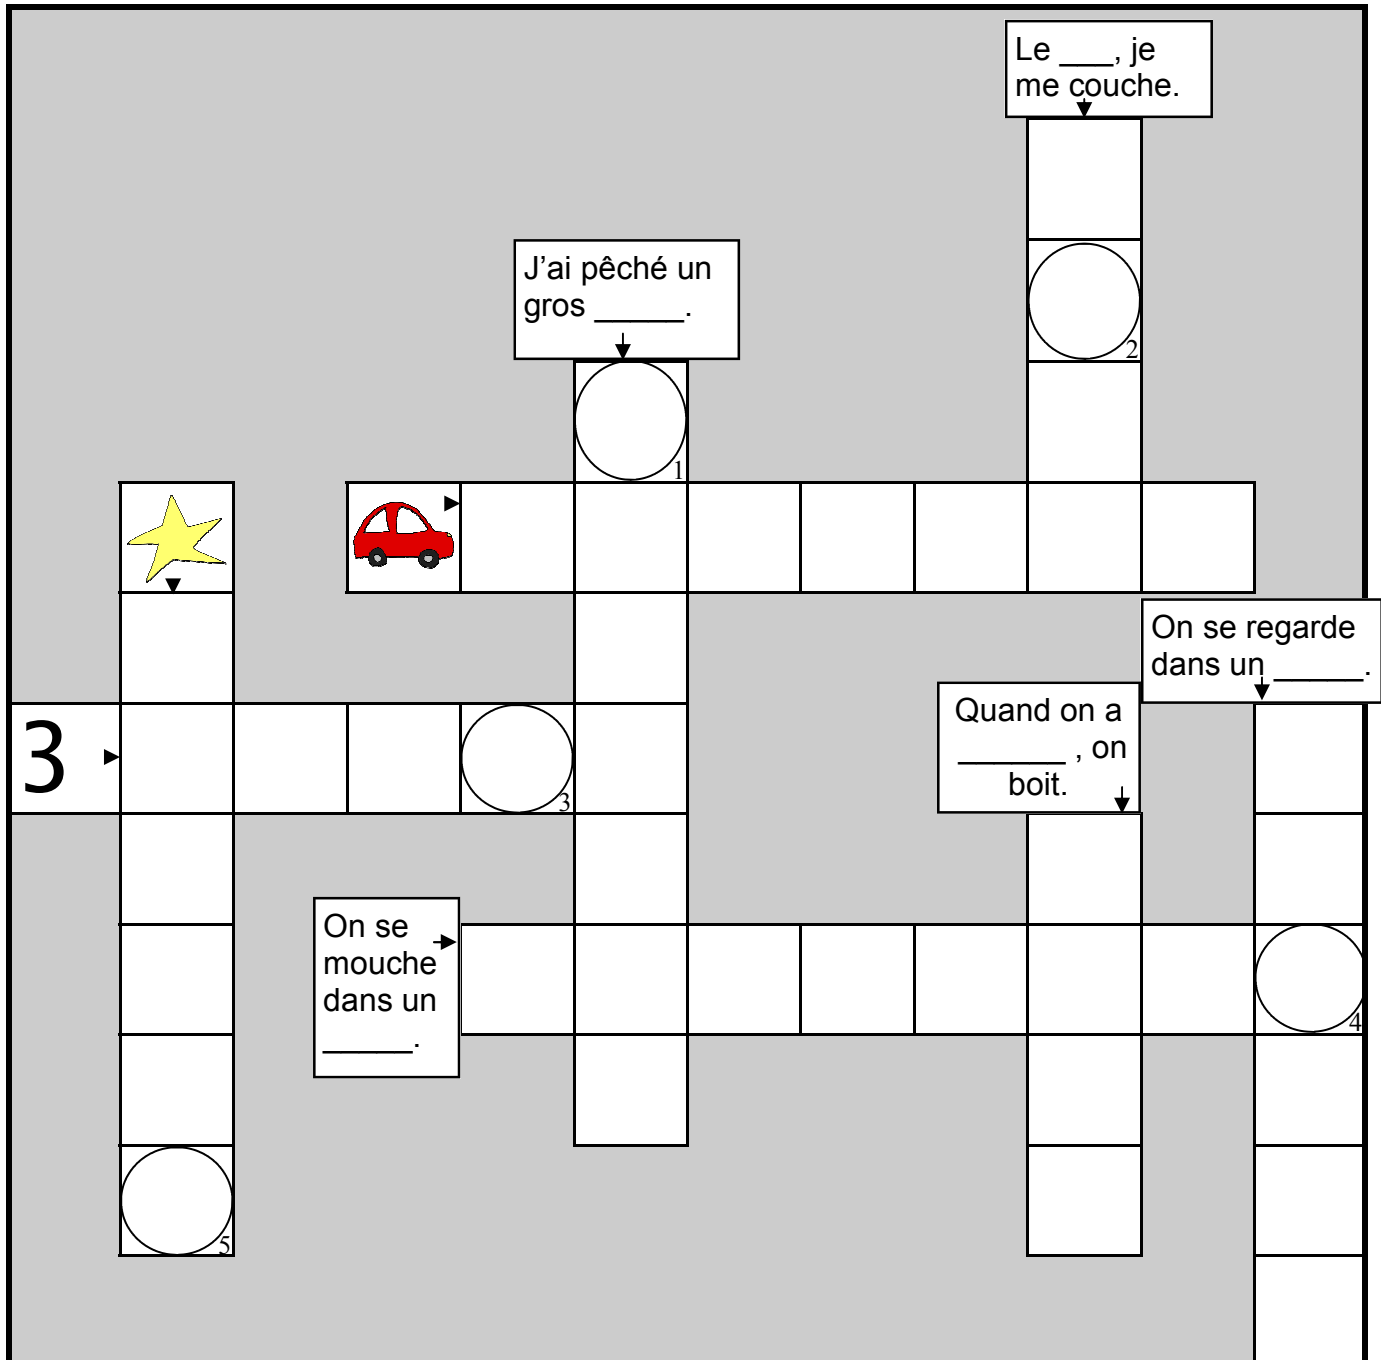 Le ___, je
me couche.
J’ai pêché un
gros _____.
2
1
On se regarde
dans un _____.
Quand on a
______ , on
boit.
3
3
On se
mouche
dans un
_____.
4
5